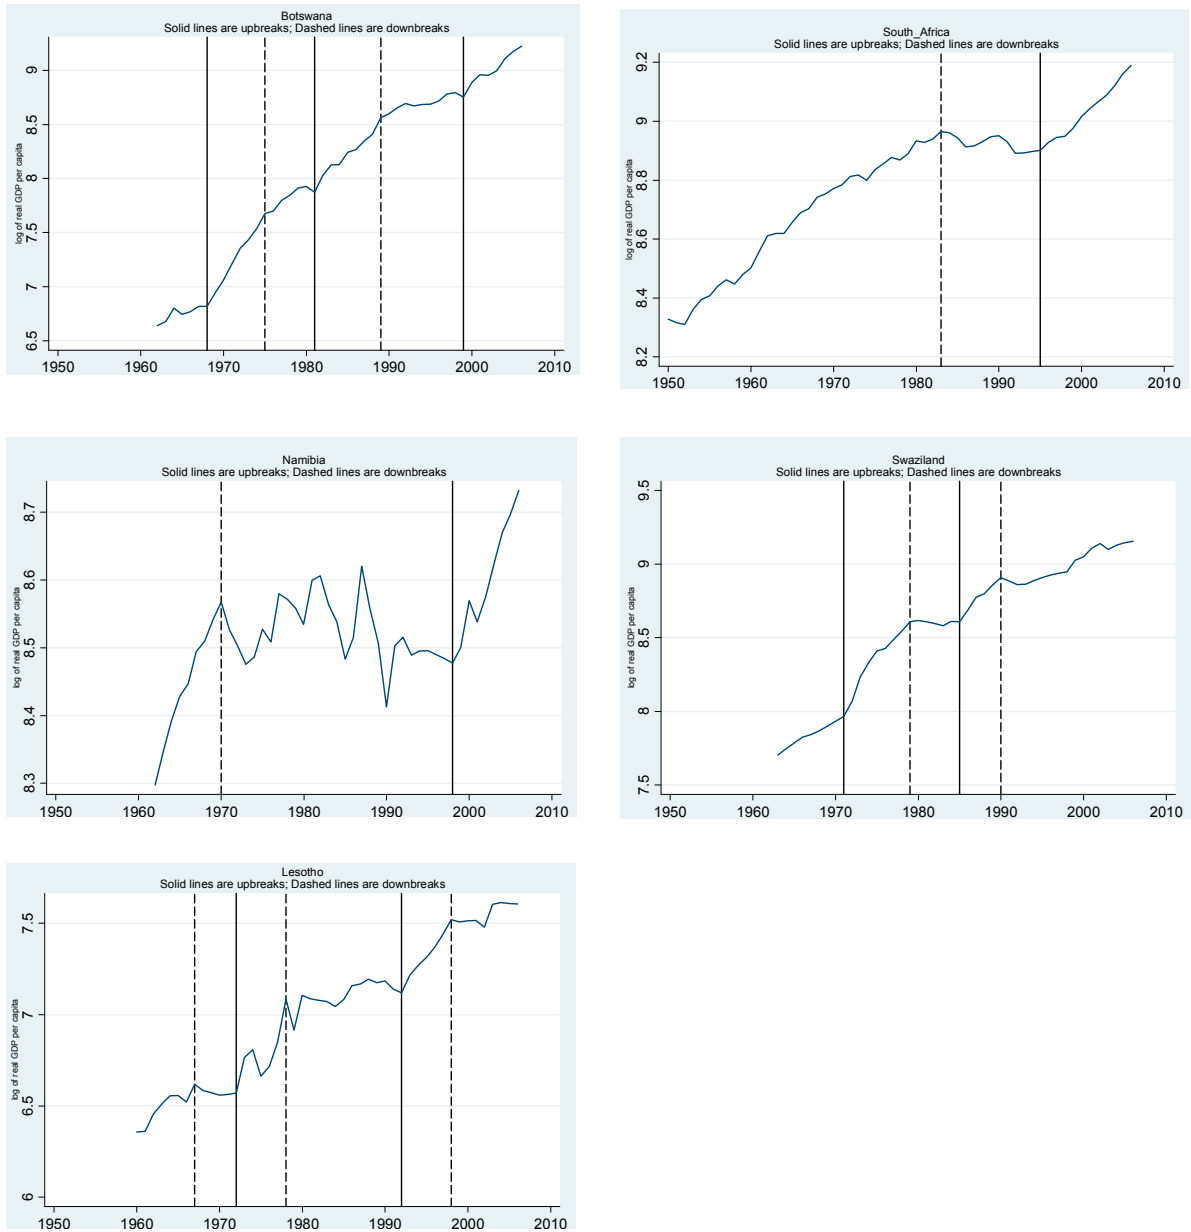 Botswana
Solid lines are upbreaks; Dashed lines are downbreaks
log of real GDP per capita
9
8.5
8
7.5
7
6.5
1950 1960 1970 1980 1990 2000 2010
South_Africa
Solid lines are upbreaks; Dashed lines are downbreaks
log of real GDP per capita
9.2
9
8.8
8.6
8.4
8.2
1950 1960 1970 1980 1990 2000 2010
Namibia
Solid lines are upbreaks; Dashed lines are downbreaks
log of real GDP per capita
8.7
8.6
8.5
8.4
8.3
1950 1960 1970 1980 1990 2000 2010
Swaziland
Solid lines are upbreaks; Dashed lines are downbreaks
log of real GDP per capita
9.5
9
8.5
8
7.5
1950 1960 1970 1980 1990 2000 2010
Lesotho
Solid lines are upbreaks; Dashed lines are downbreaks
log of real GDP per capita
7.5
7
6.5
6
1950 1960 1970 1980 1990 2000 2010